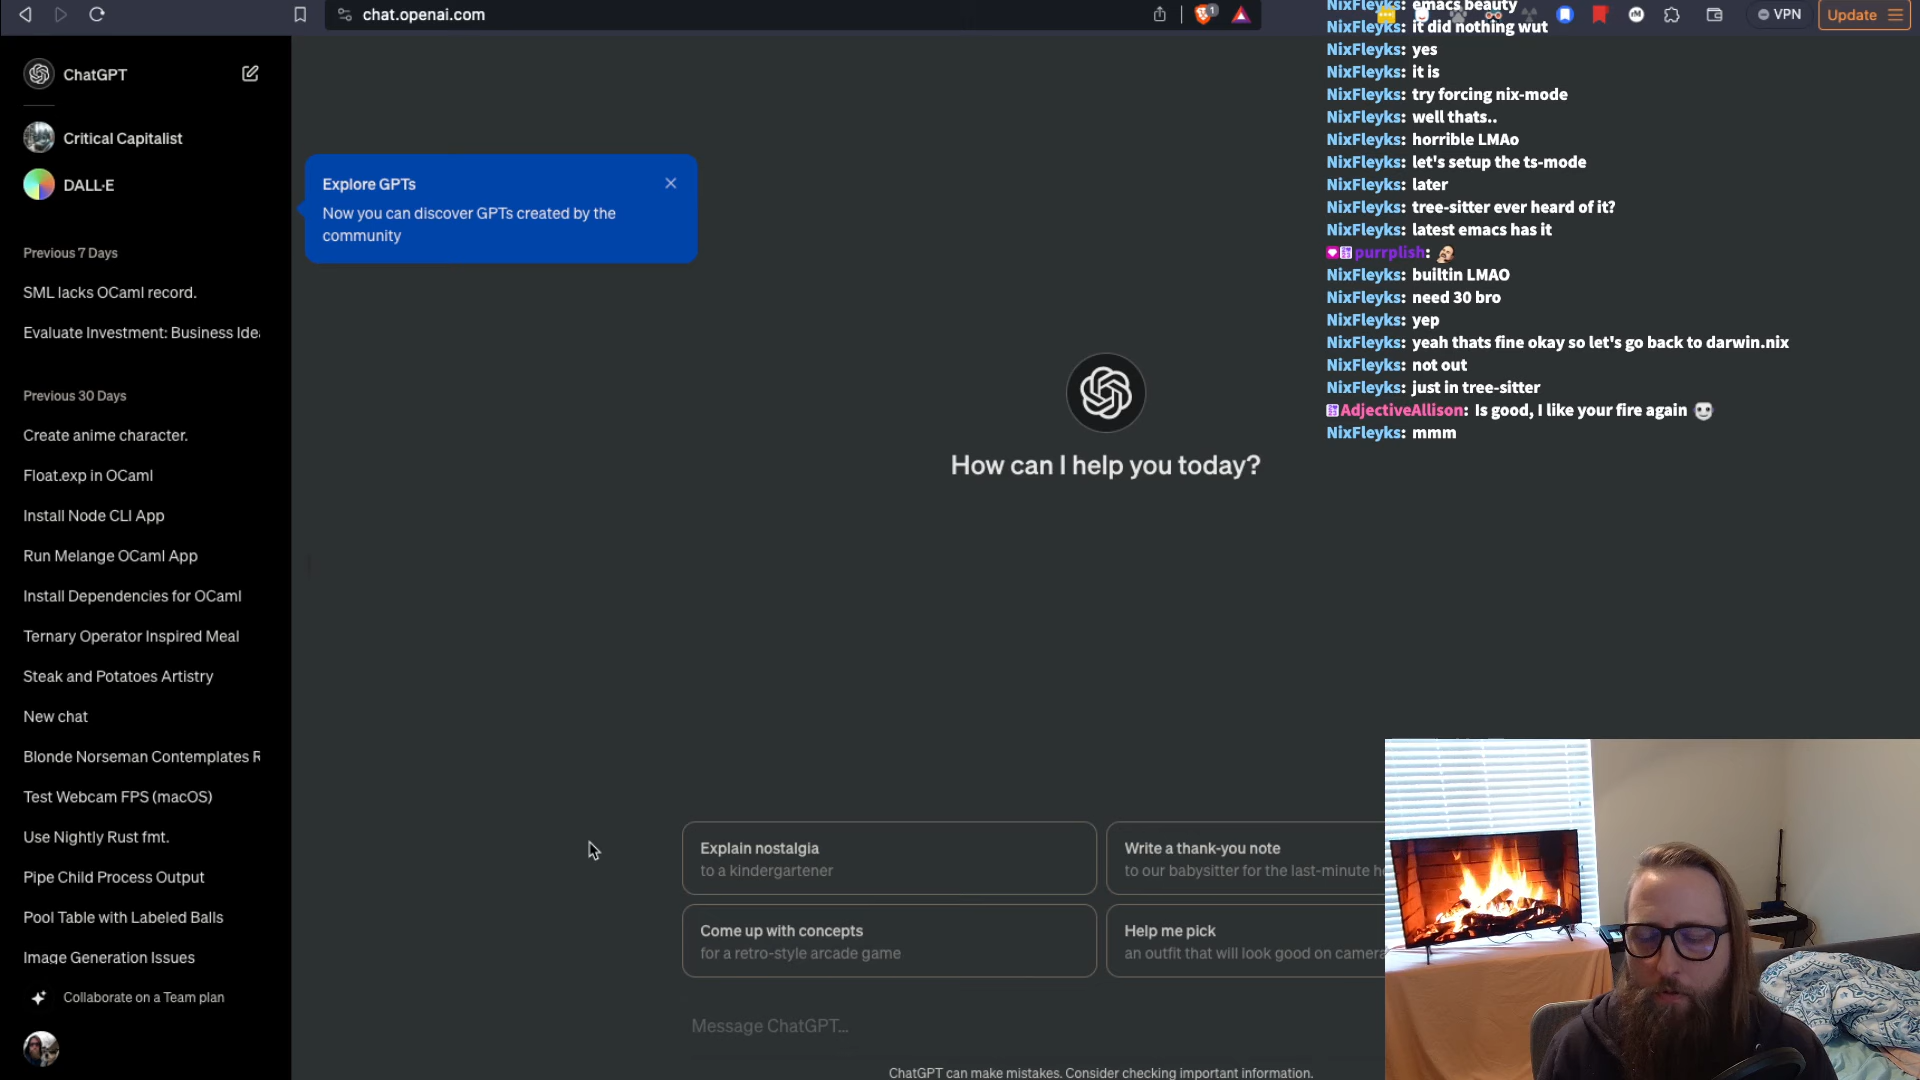 chat.openai.com
1
VPN
Update
ChatGPT
Critical Capitalist
DALL·E
Previous 7 Days
SML lacks OCaml record.
Evaluate Investment: Business Idea
Previous 30 Days
Create anime character.
Float.exp in OCaml
Install Node CLI App
Run Melange OCaml App
Install Dependencies for OCaml
Ternary Operator Inspired Meal
Steak and Potatoes Artistry
New chat
Blonde Norseman Contemplates R
Test Webcam FPS (macOS)
Use Nightly Rust fmt.
Pipe Child Process Output
Pool Table with Labeled Balls
Image Generation Issues
Collaborate on a Team plan
Explore GPTs
Now you can discover GPTs created by the
community
How can I help you today?
Explain nostalgia
to a kindergartener
Write a thank-you note
to our babysitter for the last-minute he
Come up with concepts
for a retro-style arcade game
Help me pick
an outfit that will look good on camera
Message ChatGPT...
ChatGPT can make mistakes. Consider checking important information.
NixFleyks: emacs beauty
NixFleyks: it did nothing wut
NixFleyks: yes
NixFleyks: it is
NixFleyks: try forcing nix-mode
NixFleyks: well thats..
NixFleyks: horrible LMAo
NixFleyks: let's setup the ts-mode
NixFleyks: later
NixFleyks: tree-sitter ever heard of it?
NixFleyks: latest emacs has it
purrplish:
NixFleyks: builtin LMAO
NixFleyks: need 30 bro
NixFleyks: yep
NixFleyks: yeah thats fine okay so let's go back to darwin.nix
NixFleyks: not out
NixFleyks: just in tree-sitter
AdjectiveAllison: Is good, I like your fire again
NixFleyks: mmm